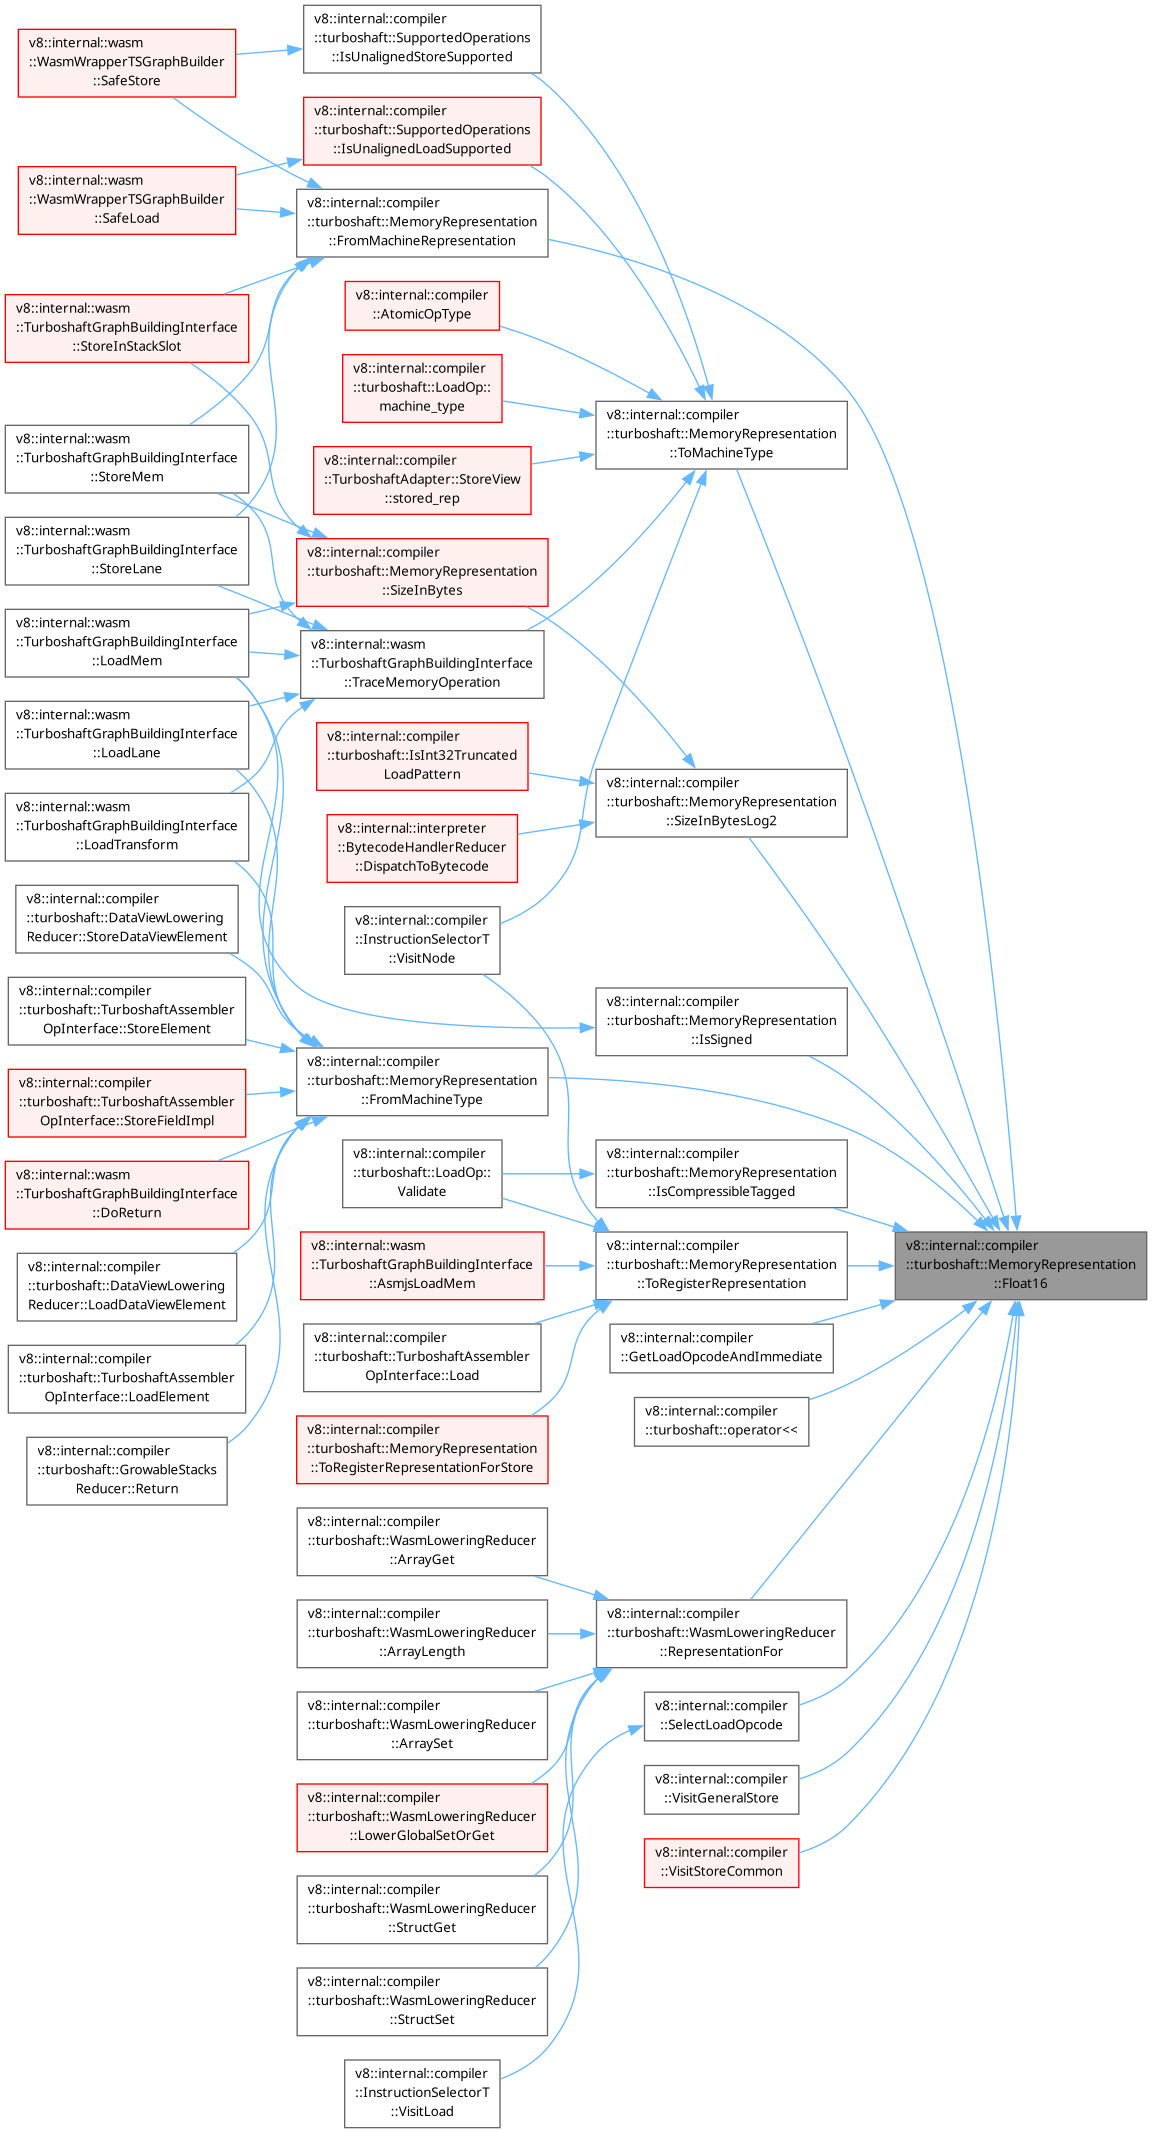 v8::internal::compiler
::turboshaft::SupportedOperations
::IsUnalignedStoreSupported
v8::internal::wasm
::WasmWrapperTSGraphBuilder
::SafeStore
v8::internal::compiler
::turboshaft::SupportedOperations
::IsUnalignedLoadSupported
v8::internal::wasm
::WasmWrapperTSGraphBuilder
::SafeLoad
v8::internal::compiler
::turboshaft::MemoryRepresentation
::FromMachineRepresentation
v8::internal::compiler
::AtomicOpType
v8::internal::wasm
::TurboshaftGraphBuildingInterface
::StoreInStackSlot
v8::internal::compiler
::turboshaft::LoadOp::
machine_type
v8::internal::compiler
::turboshaft::MemoryRepresentation
::ToMachineType
v8::internal::wasm
::TurboshaftGraphBuildingInterface
::StoreMem
v8::internal::compiler
::TurboshaftAdapter::StoreView
::stored_rep
v8::internal::wasm
::TurboshaftGraphBuildingInterface
::StoreLane
v8::internal::compiler
::turboshaft::MemoryRepresentation
::SizeInBytes
v8::internal::wasm
::TurboshaftGraphBuildingInterface
::LoadMem
v8::internal::wasm
::TurboshaftGraphBuildingInterface
::TraceMemoryOperation
v8::internal::wasm
::TurboshaftGraphBuildingInterface
::LoadLane
v8::internal::compiler
::turboshaft::IsInt32Truncated
LoadPattern
v8::internal::compiler
::turboshaft::MemoryRepresentation
::SizeInBytesLog2
v8::internal::wasm
::TurboshaftGraphBuildingInterface
::LoadTransform
v8::internal::interpreter
::BytecodeHandlerReducer
::DispatchToBytecode
v8::internal::compiler
::turboshaft::DataViewLowering
Reducer::StoreDataViewElement
v8::internal::compiler
::InstructionSelectorT
::VisitNode
v8::internal::compiler
::turboshaft::TurboshaftAssembler
OpInterface::StoreElement
v8::internal::compiler
::turboshaft::MemoryRepresentation
::IsSigned
v8::internal::compiler
::turboshaft::MemoryRepresentation
::FromMachineType
v8::internal::compiler
::turboshaft::TurboshaftAssembler
OpInterface::StoreFieldImpl
v8::internal::compiler
::turboshaft::LoadOp::
Validate
v8::internal::compiler
::turboshaft::MemoryRepresentation
::IsCompressibleTagged
v8::internal::wasm
::TurboshaftGraphBuildingInterface
::DoReturn
v8::internal::wasm
::TurboshaftGraphBuildingInterface
::AsmjsLoadMem
v8::internal::compiler
::turboshaft::MemoryRepresentation
::ToRegisterRepresentation
v8::internal::compiler
::turboshaft::MemoryRepresentation
::Float16
v8::internal::compiler
::turboshaft::DataViewLowering
Reducer::LoadDataViewElement
v8::internal::compiler
::turboshaft::TurboshaftAssembler
OpInterface::Load
v8::internal::compiler
::GetLoadOpcodeAndImmediate
v8::internal::compiler
::turboshaft::TurboshaftAssembler
OpInterface::LoadElement
v8::internal::compiler
::turboshaft::operator<<
v8::internal::compiler
::turboshaft::MemoryRepresentation
::ToRegisterRepresentationForStore
v8::internal::compiler
::turboshaft::GrowableStacks
Reducer::Return
v8::internal::compiler
::turboshaft::WasmLoweringReducer
::ArrayGet
v8::internal::compiler
::turboshaft::WasmLoweringReducer
::ArrayLength
v8::internal::compiler
::turboshaft::WasmLoweringReducer
::RepresentationFor
v8::internal::compiler
::turboshaft::WasmLoweringReducer
::ArraySet
v8::internal::compiler
::SelectLoadOpcode
v8::internal::compiler
::turboshaft::WasmLoweringReducer
::LowerGlobalSetOrGet
v8::internal::compiler
::VisitGeneralStore
v8::internal::compiler
::VisitStoreCommon
v8::internal::compiler
::turboshaft::WasmLoweringReducer
::StructGet
v8::internal::compiler
::turboshaft::WasmLoweringReducer
::StructSet
v8::internal::compiler
::InstructionSelectorT
::VisitLoad